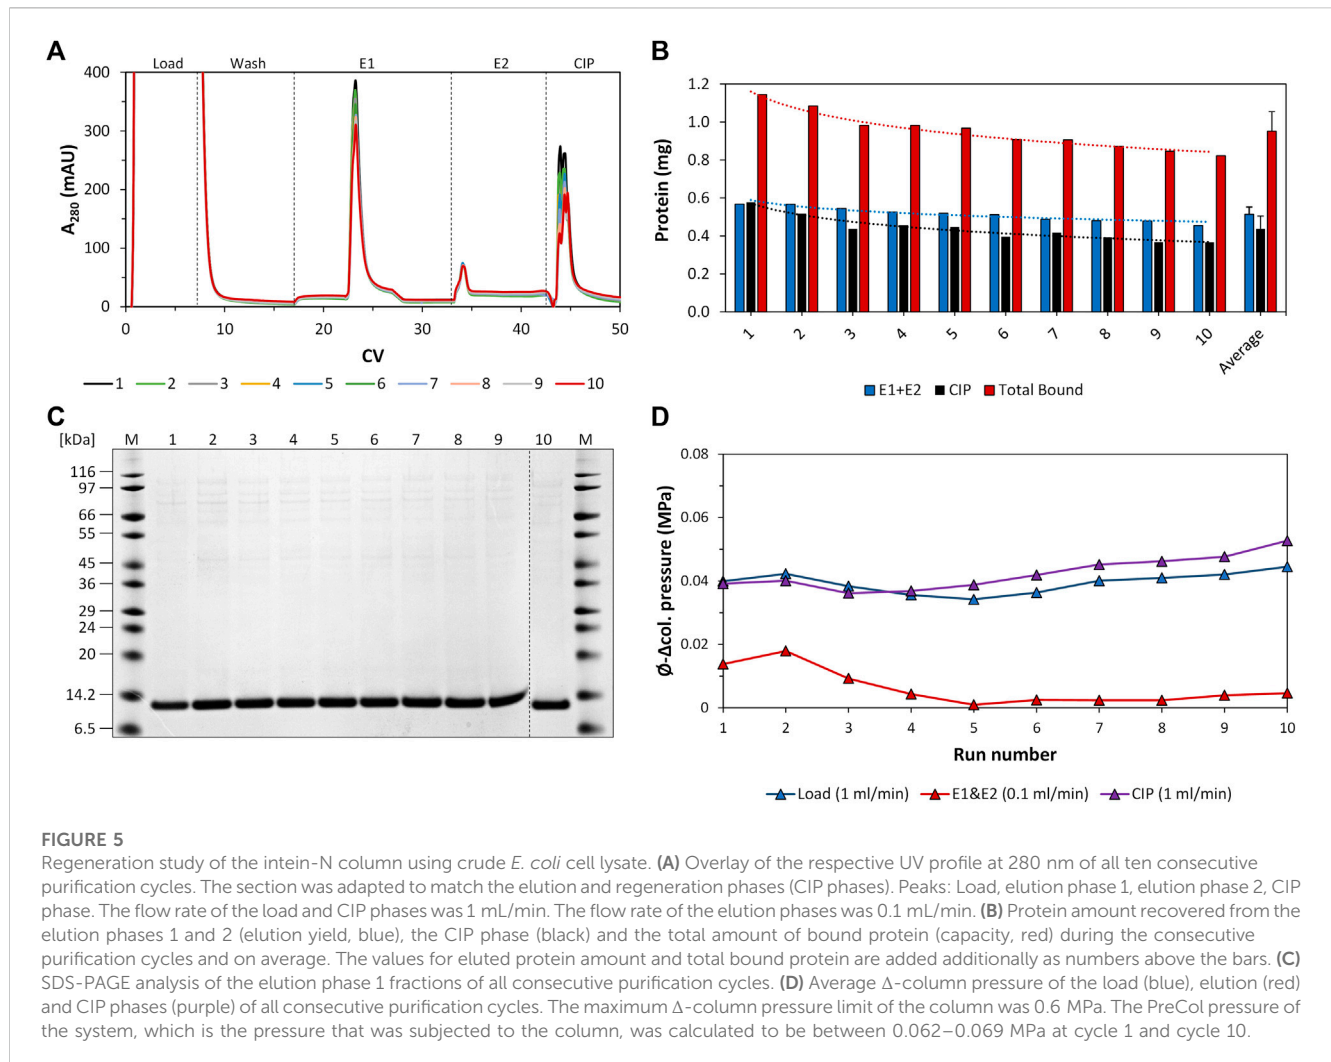 A
Load Wash E1 E2 CIP
400
300
200
100
0
A280 (mAU)
0 10 20 30 40 50
CV
1 2 3 4 5 6 7 8 9 10
B
1.2
1.0
0.8
0.6
0.4
0.2
0.0
Protein (mg)
1 2 3 4 5 6 7 8 9 10 Average
E1+E2 CIP Total Bound
C
[kDa] M 1 2 3 4 5 6 7 8 9 10 M
116
97
66
55
45
36
29
24
20
14.2
6.5
D
0.08
0.06
0.04
0.02
0
Ø-Δcol. pressure (MPa)
1 2 3 4 5 6 7 8 9 10
Run number
Load (1 ml/min) E1&E2 (0.1 ml/min) CIP (1 ml/min)
FIGURE 5
Regeneration study of the intein-N column using crude E. coli cell lysate. (A) Overlay of the respective UV profile at 280 nm of all ten consecutive
purification cycles. The section was adapted to match the elution and regeneration phases (CIP phases). Peaks: Load, elution phase 1, elution phase 2, CIP
phase. The flow rate of the load and CIP phases was 1 mL/min. The flow rate of the elution phases was 0.1 mL/min. (B) Protein amount recovered from the
elution phases 1 and 2 (elution yield, blue), the CIP phase (black) and the total amount of bound protein (capacity, red) during the consecutive
purification cycles and on average. The values for eluted protein amount and total bound protein are added additionally as numbers above the bars. (C)
SDS-PAGE analysis of the elution phase 1 fractions of all consecutive purification cycles. (D) Average Δ-column pressure of the load (blue), elution (red)
and CIP phases (purple) of all consecutive purification cycles. The maximum Δ-column pressure limit of the column was 0.6 MPa. The PreCol pressure of
the system, which is the pressure that was subjected to the column, was calculated to be between 0.062–0.069 MPa at cycle 1 and cycle 10.